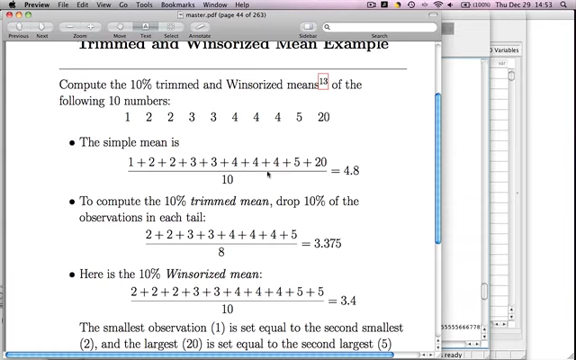 Preview File Edit View Go Tools Bookmarks Window Help
(100%) Thu Dec 29 14:53
master.pdf (page 44 of 263)
Previous Next Zoom Move Text Select Annotate Sidebar Search
Trimmed and Winsorized Mean Example
Compute the 10% trimmed and Winsorized means13 of the
following 10 numbers:
1 2 2 3 3 4 4 4 5 20
• The simple mean is
1 + 2 + 2 + 3 + 3 + 4 + 4 + 4 + 5 + 20
10
= 4.8
• To compute the 10% trimmed mean, drop 10% of the
observations in each tail:
2 + 2 + 3 + 3 + 4 + 4 + 4 + 5
8
= 3.375
• Here is the 10% Winsorized mean:
2 + 2 + 2 + 3 + 3 + 4 + 4 + 4 + 5 + 5
10
= 3.4
The smallest observation (1) is set equal to the second smallest
(2), and the largest (20) is set equal to the second largest (5)
0 Variables
55555666778
ready